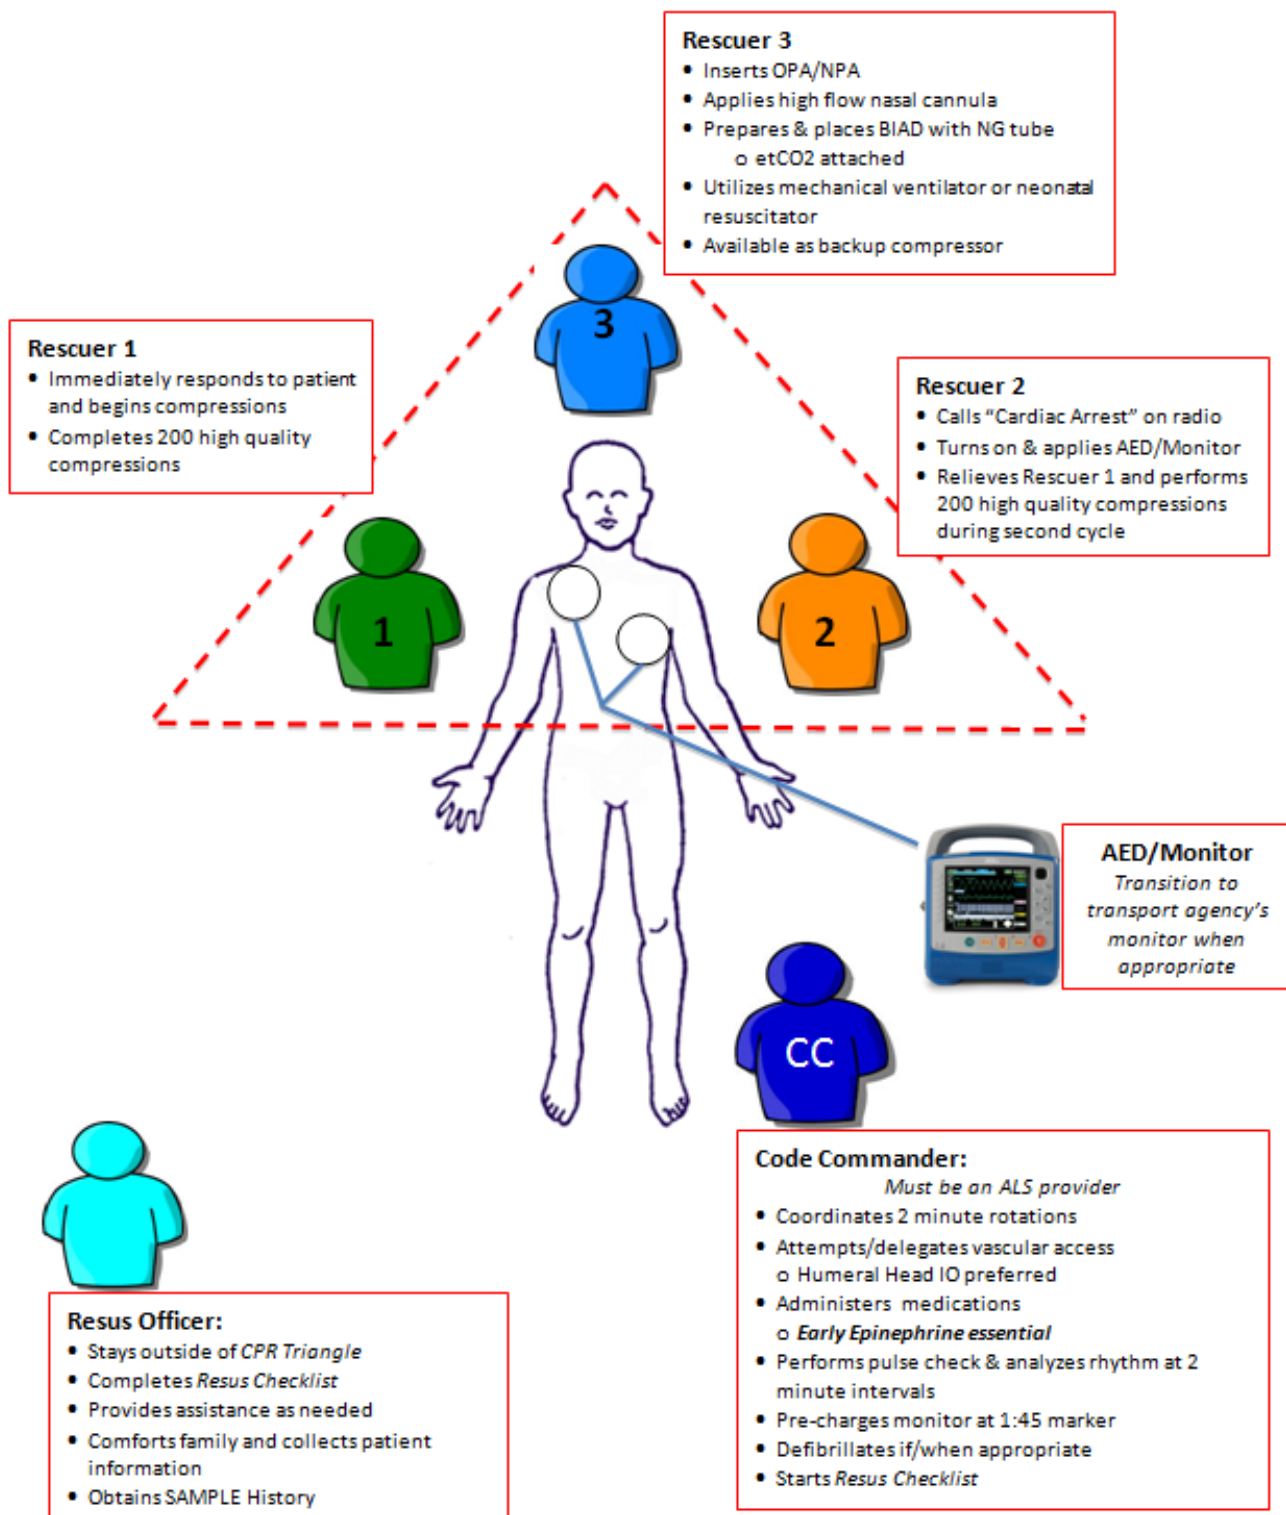 Rescuer 3
• Inserts OPA/NPA
• Applies high flow nasal cannula
• Prepares & places BIAD with NG tube
o etCO2 attached
• Utilizes mechanical ventilator or neonatal
resuscitator
• Available as backup compressor
3
Rescuer 1
• Immediately responds to patient
and begins compressions
• Completes 200 high quality
compressions
Rescuer 2
• Calls “Cardiac Arrest” on radio
• Turns on & applies AED/Monitor
• Relieves Rescuer 1 and performs
200 high quality compressions
during second cycle
1
2
AED/Monitor
Transition to
transport agency’s
monitor when
appropriate
CC
Code Commander:
Must be an ALS provider
• Coordinates 2 minute rotations
• Attempts/delegates vascular access
o Humeral Head IO preferred
• Administers medications
o Early Epinephrine essential
• Performs pulse check & analyzes rhythm at 2
minute intervals
• Pre-charges monitor at 1:45 marker
• Defibrillates if/when appropriate
• Starts Resus Checklist
Resus Officer:
• Stays outside of CPR Triangle
• Completes Resus Checklist
• Provides assistance as needed
• Comforts family and collects patient
information
• Obtains SAMPLE History